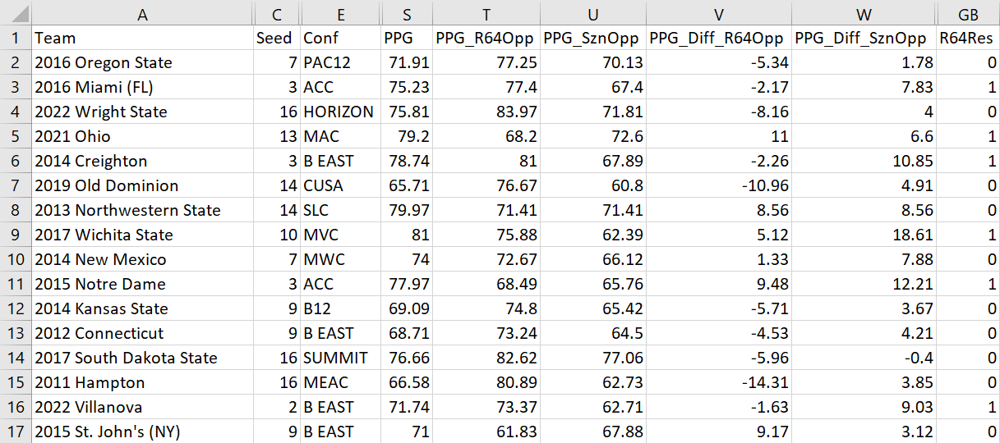 A C E S T U V W GB
1 Team Seed Conf PPG PPG_R64Opp PPG_SznOpp PPG_Diff_R64Opp PPG_Diff_SznOpp R64Res
2 2016 Oregon State 7 PAC12 71.91 77.25 70.13 -5.34 1.78 0
3 2016 Miami (FL) 3 ACC 75.23 77.4 67.4 -2.17 7.83 1
4 2022 Wright State 16 HORIZON 75.81 83.97 71.81 -8.16 4 0
5 2021 Ohio 13 MAC 79.2 68.2 72.6 11 6.6 1
6 2014 Creighton 3 B EAST 78.74 81 67.89 -2.26 10.85 1
7 2019 Old Dominion 14 CUSA 65.71 76.67 60.8 -10.96 4.91 0
8 2013 Northwestern State 14 SLC 79.97 71.41 71.41 8.56 8.56 0
9 2017 Wichita State 10 MVC 81 75.88 62.39 5.12 18.61 1
10 2014 New Mexico 7 MWC 74 72.67 66.12 1.33 7.88 0
11 2015 Notre Dame 3 ACC 77.97 68.49 65.76 9.48 12.21 1
12 2014 Kansas State 9 B12 69.09 74.8 65.42 -5.71 3.67 0
13 2012 Connecticut 9 B EAST 68.71 73.24 64.5 -4.53 4.21 0
14 2017 South Dakota State 16 SUMMIT 76.66 82.62 77.06 -5.96 -0.4 0
15 2011 Hampton 16 MEAC 66.58 80.89 62.73 -14.31 3.85 0
16 2022 Villanova 2 B EAST 71.74 73.37 62.71 -1.63 9.03 1
17 2015 St. John's (NY) 9 B EAST 71 61.83 67.88 9.17 3.12 0